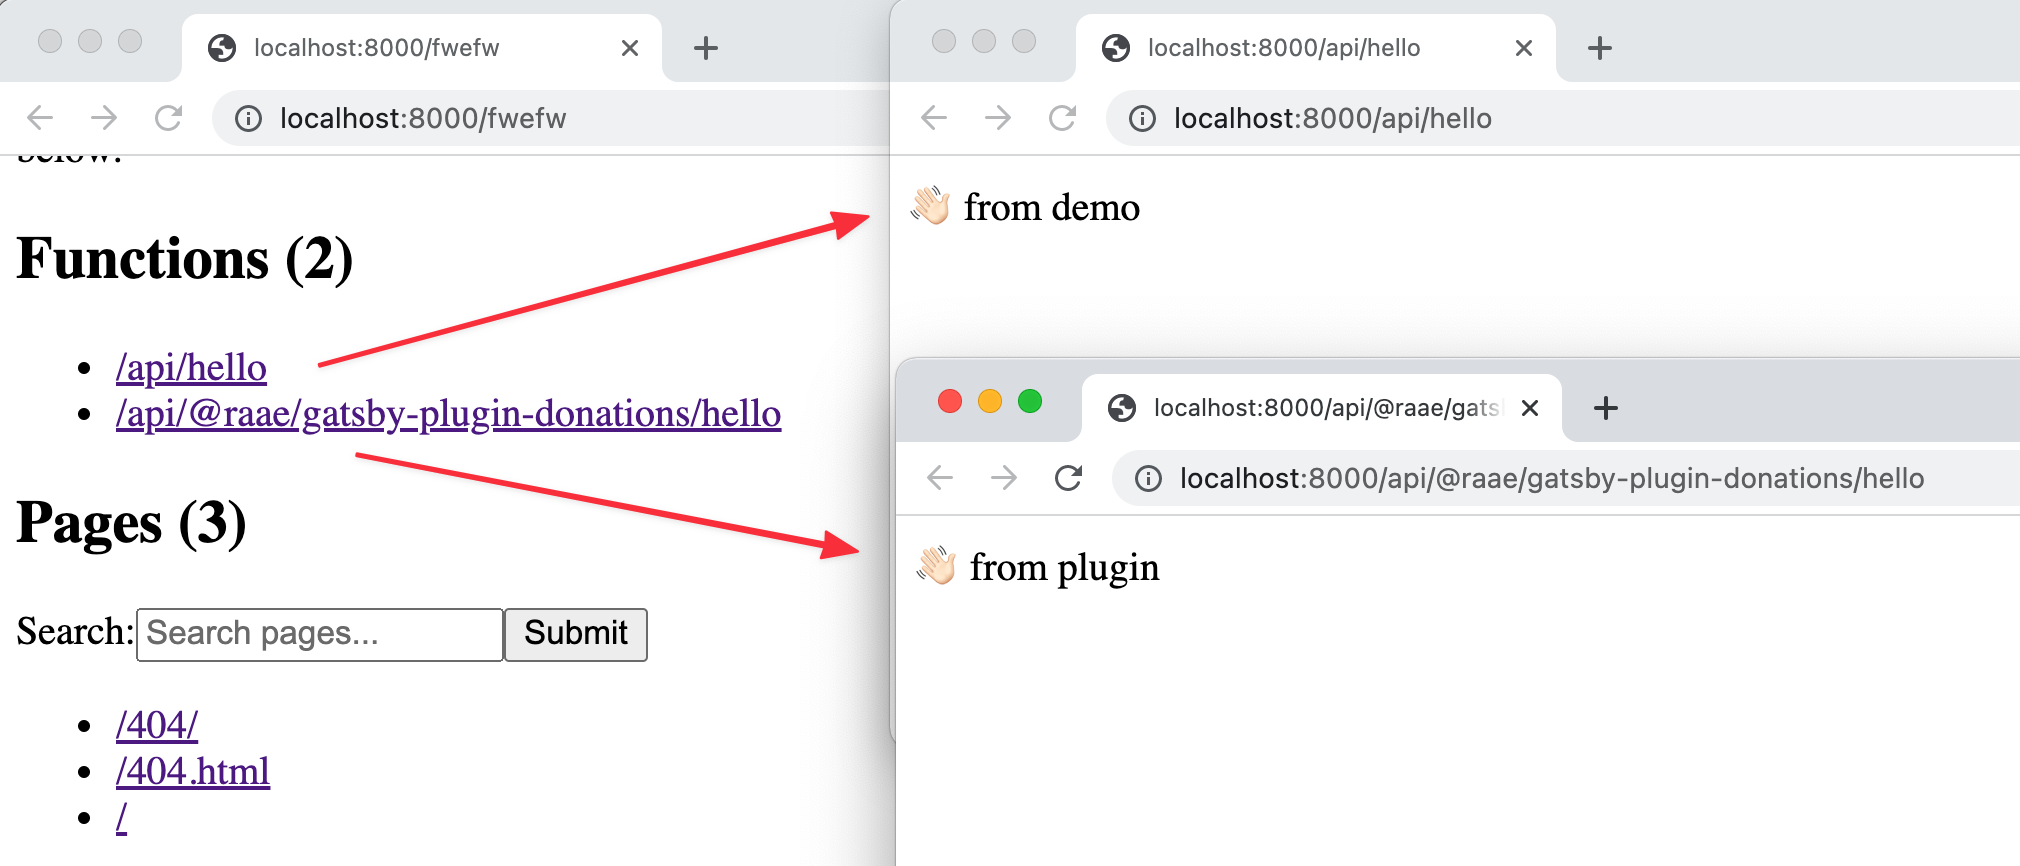 localhost:8000/fwefw
localhost:8000/fwefw
below.
Functions (2)
/api/hello
/api/@raae/gatsby-plugin-donations/hello
Pages (3)
Search: Search pages... Submit
/404/
/404.html
/
localhost:8000/api/hello
localhost:8000/api/hello
👋🏻 from demo
localhost:8000/api/@raae/gats
localhost:8000/api/@raae/gatsby-plugin-donations/hello
👋🏻 from plugin